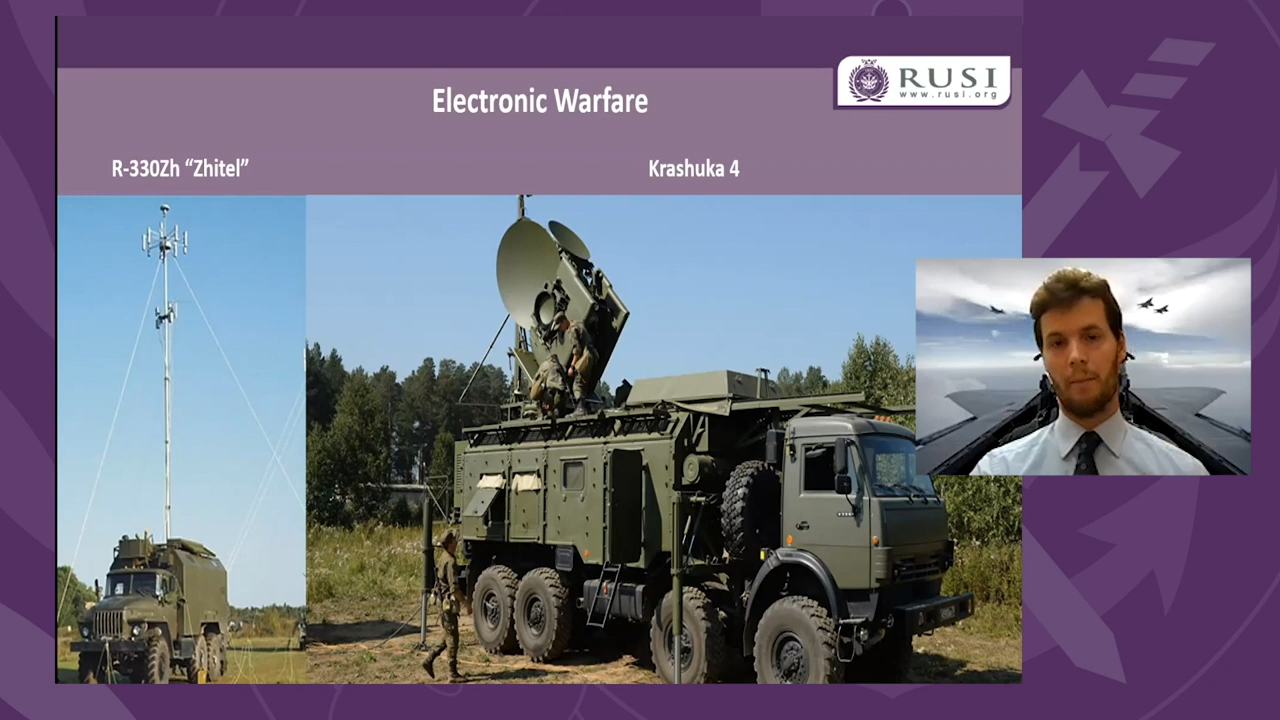 Electronic Warfare
RUSI
www.rusi.org
R-330Zh “Zhitel”
Krashuka 4